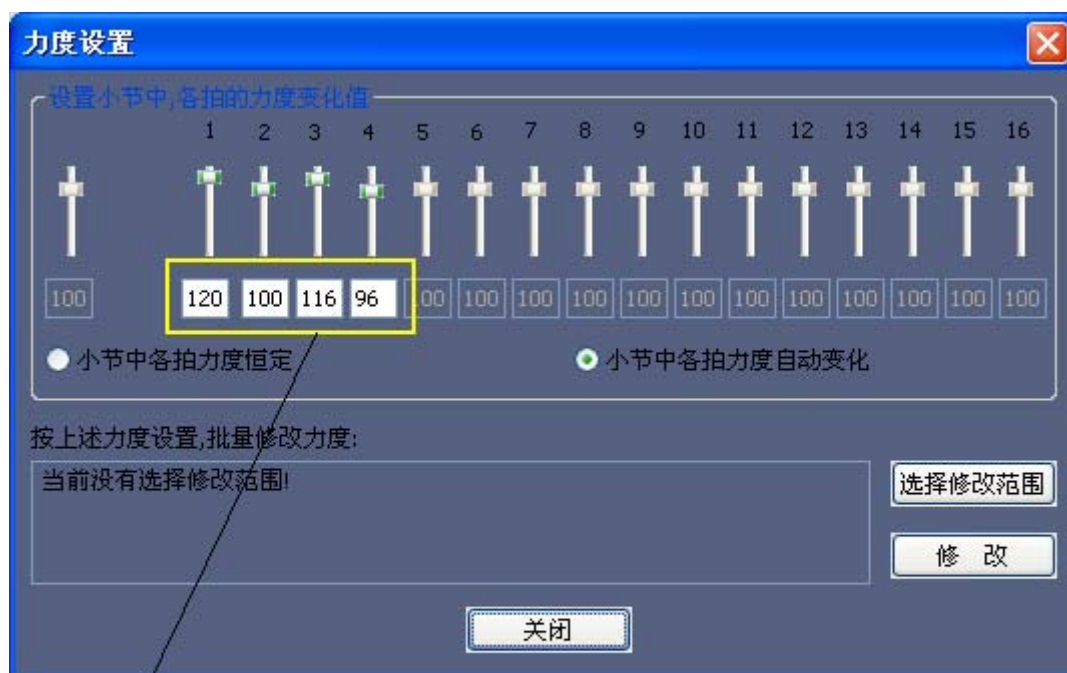 力度设置
设置小节中,各拍的力度变化值
1 2 3 4 5 6 7 8 9 10 11 12 13 14 15 16
100 120 100 116 96 00 100 100 100 100 100 100 100 100 100 100 100
小节中各拍力度恒定 小节中各拍力度自动变化
按上述力度设置,批量修改力度:
当前没有选择修改范围!
选择修改范围
修 改
关闭